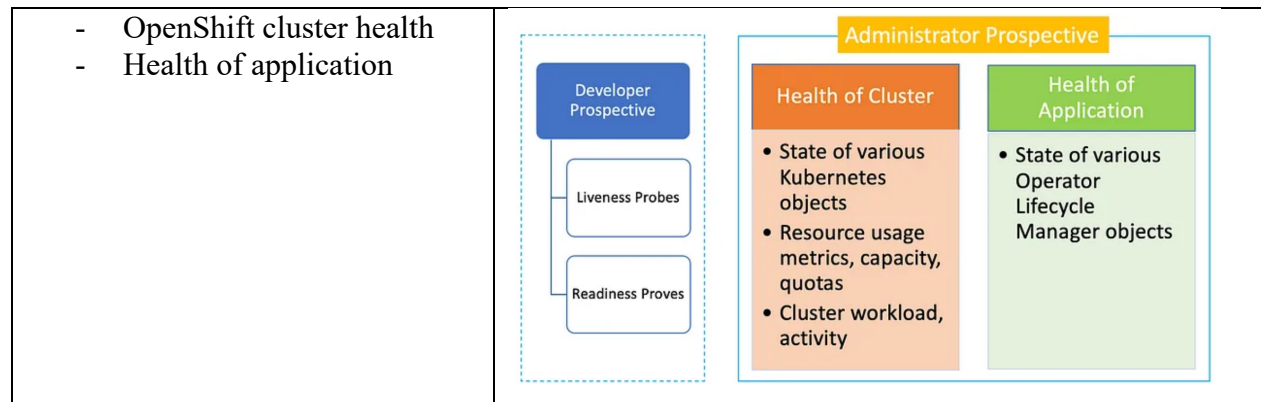 - OpenShift cluster health
- Health of application
Developer
Prospective
Liveness Probes
Readiness Proves
Administrator Prospective
Health of Cluster
• State of various
Kubernetes
objects
• Resource usage
metrics, capacity,
quotas
• Cluster workload,
activity
Health of
Application
• State of various
Operator
Lifecycle
Manager objects